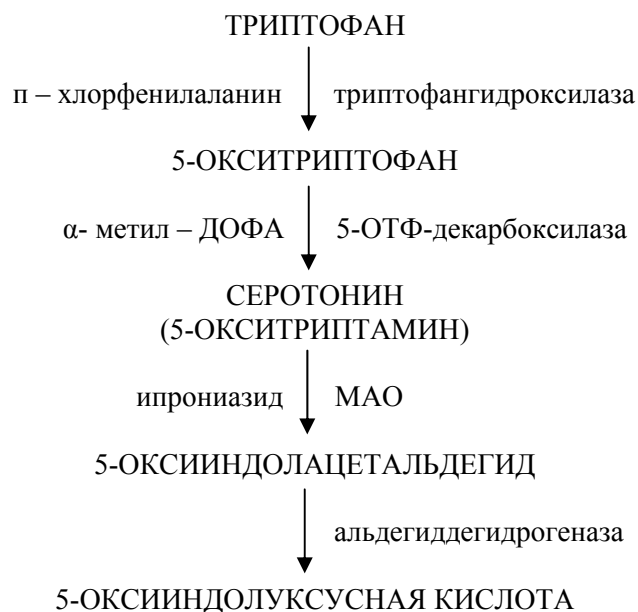 ТРИПТОФАН
п – хлорфенилаланин триптофангидроксилаза
5-ОКСИТРИПТОФАН
α- метил – ДОФА 5-ОТФ-декарбоксилаза
СЕРОТОНИН
(5-ОКСИТРИПТАМИН)
ипрониазид МАО
5-ОКСИИНДОЛАЦЕТАЛЬДЕГИД
альдегиддегидрогеназа
5-ОКСИИНДОЛУКСУСНАЯ КИСЛОТА